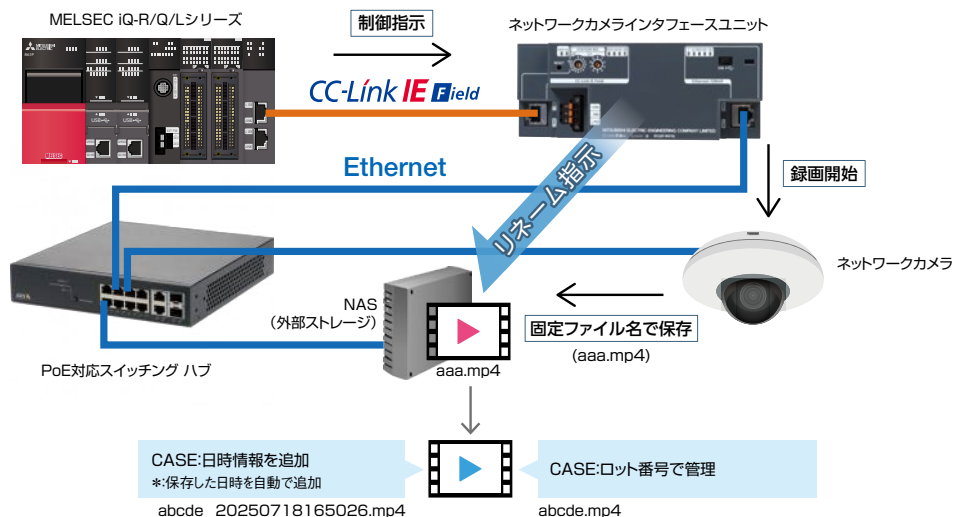 MELSEC iQ-R/Q/Lシリーズ
制御指示
ネットワークカメラインタフェースユニット
CC-Link IE Field
Ethernet
リネーム指示
録画開始
ネットワークカメラ
NAS
(外部ストレージ)
固定ファイル名で保存
(aaa.mp4)
aaa.mp4
PoE対応スイッチング ハブ
CASE:日時情報を追加
*:保存した日時を自動で追加
abcde_20250718165026.mp4
CASE:ロット番号で管理
abcde.mp4